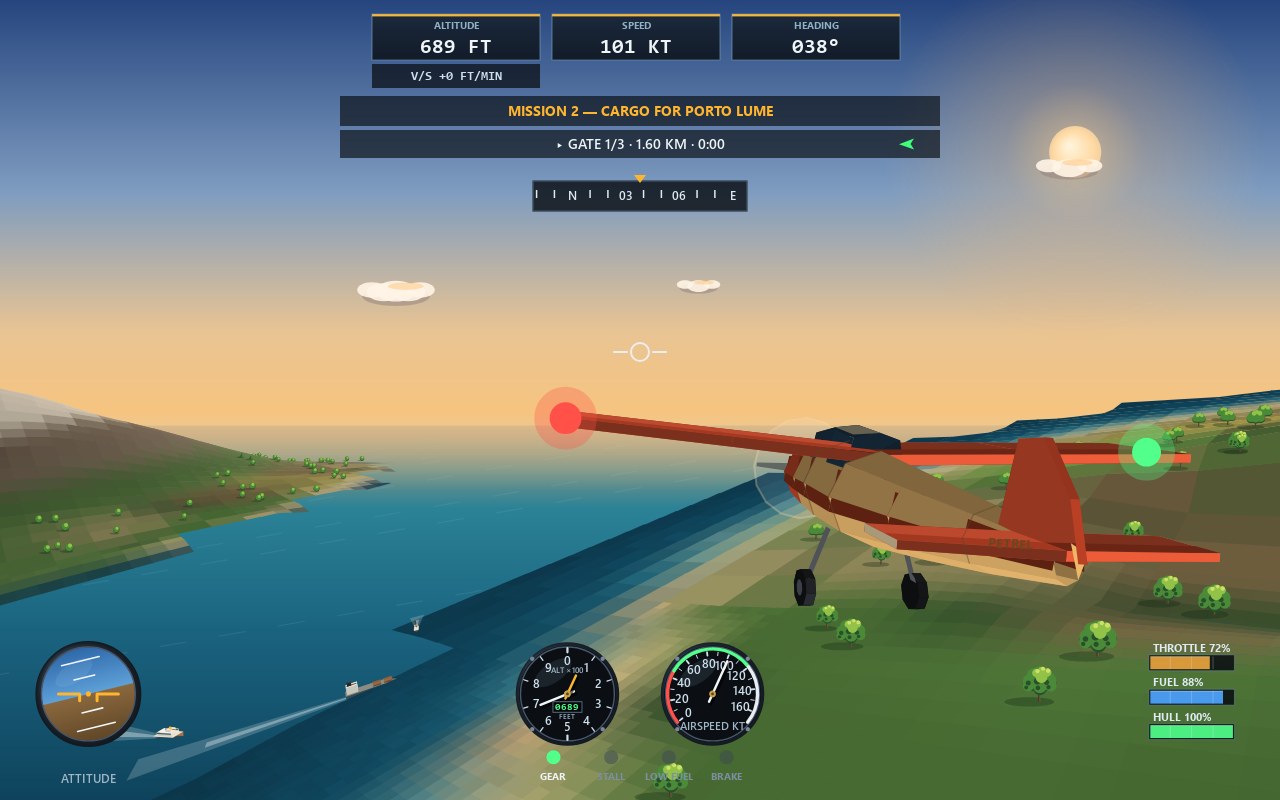 ALTITUDE
689 FT
V/S +0 FT/MIN
SPEED
101 KT
HEADING
038°
MISSION 2 — CARGO FOR PORTO LUME
▸ GATE 1/3 · 1.60 KM · 0:00
N 03 06 E
PETREL
ATTITUDE
0 1 2 3 4 5 6 7 8 9
ALT ×100
0689
FEET
0 20 40 60 80 100 120 140 160
AIRSPEED KT
GEAR STALL LOW FUEL BRAKE
THROTTLE 72%
FUEL 88%
HULL 100%